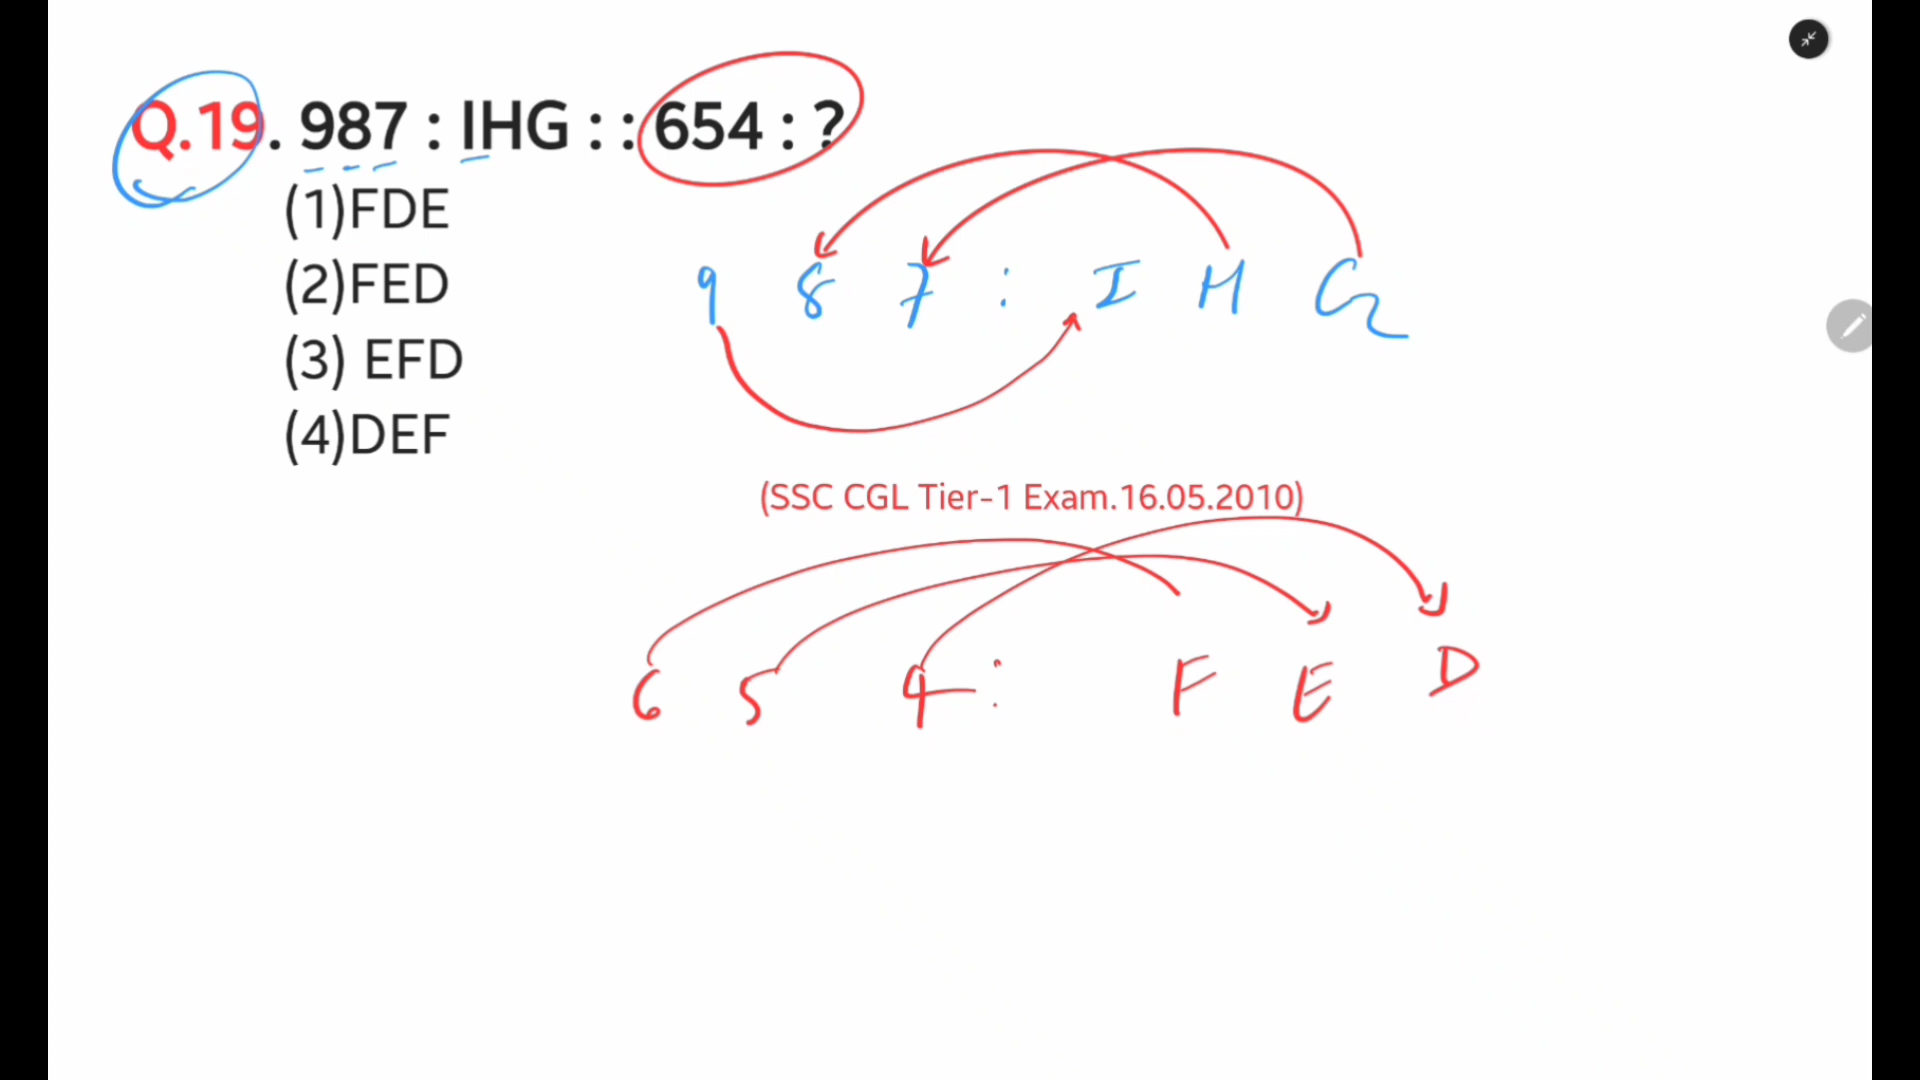 Q.19. 987 : IHG : : 654 : ?
(1)FDE
(2)FED
(3) EFD
(4)DEF
9 8 7 : I H G
(SSC CGL Tier-1 Exam.16.05.2010)
6 5 4 : F E D